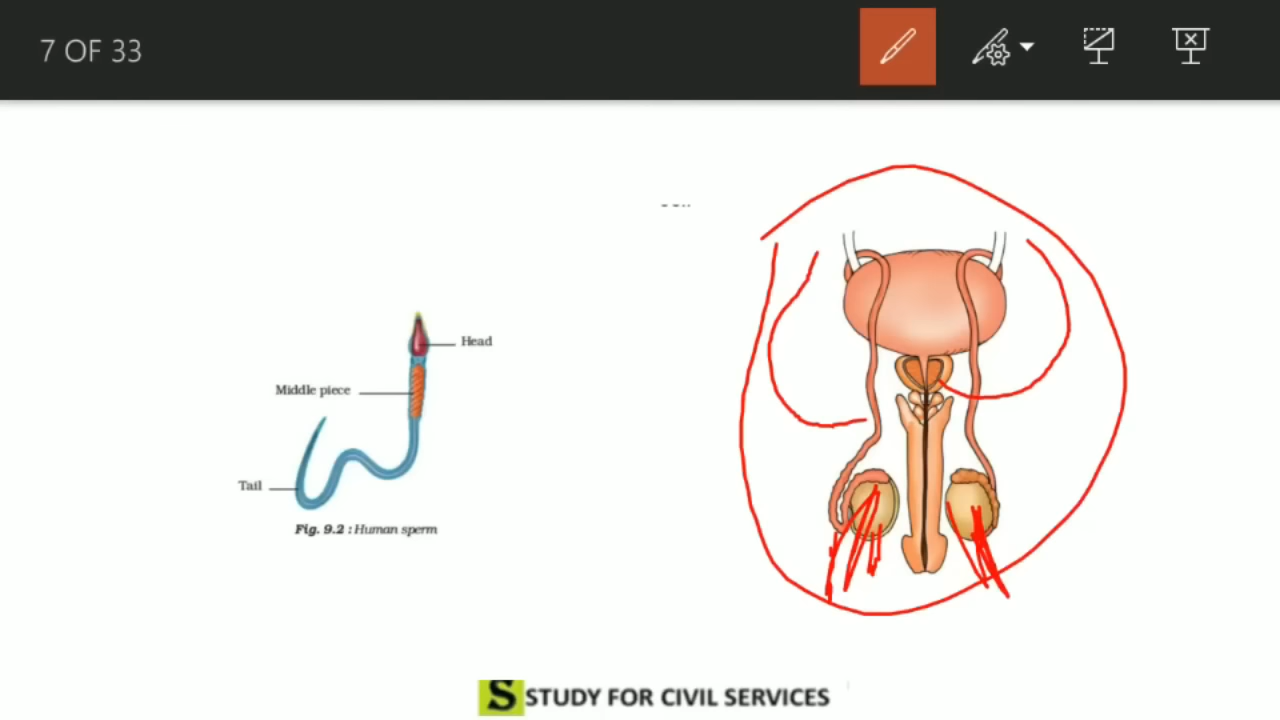 7 OF 33
Head
Middle piece
Tail
Fig. 9.2 : Human sperm
S STUDY FOR CIVIL SERVICES